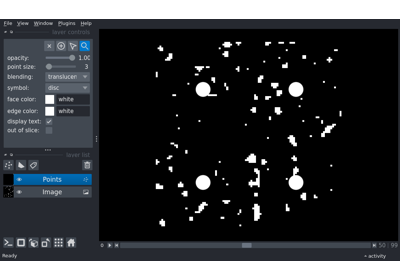 File View Window Plugins Help
layer controls
opacity: 1.00
point size: 3
blending: translucen
symbol: disc
face color: white
edge color: white
display text:
out of slice:
layer list
Points
Image
0 50 99
Ready activity